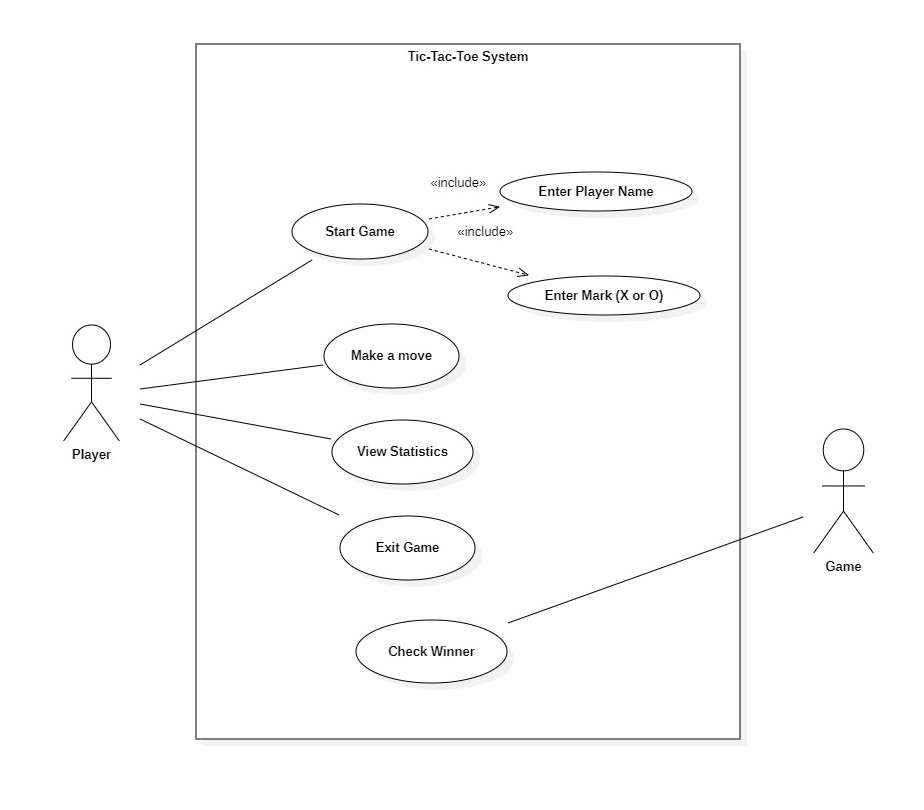 Tic-Tac-Toe System
«include»
Enter Player Name
Start Game
«include»
Enter Mark (X or O)
Make a move
Player
View Statistics
Exit Game
Game
Check Winner